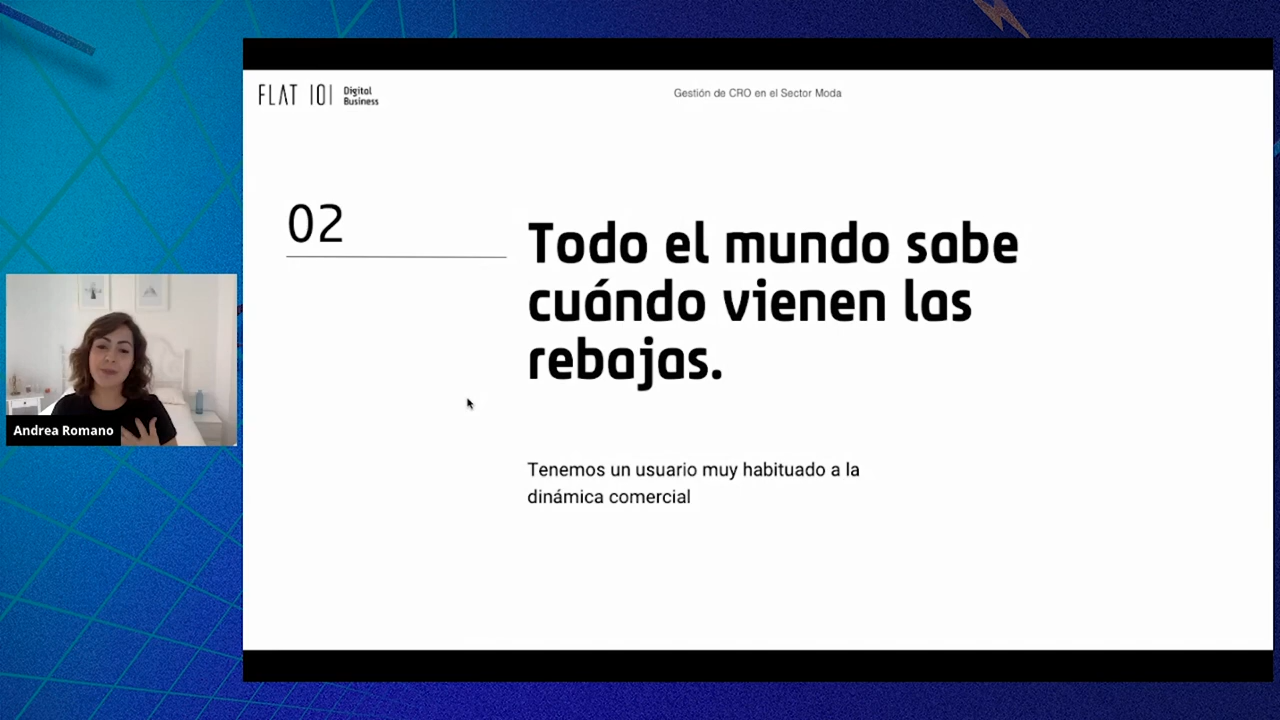 FLAT 101
Digital
Business
Gestión de CRO en el Sector Moda
02
Todo el mundo sabe
cuándo vienen las
rebajas.
Tenemos un usuario muy habituado a la
dinámica comercial
Andrea Romano